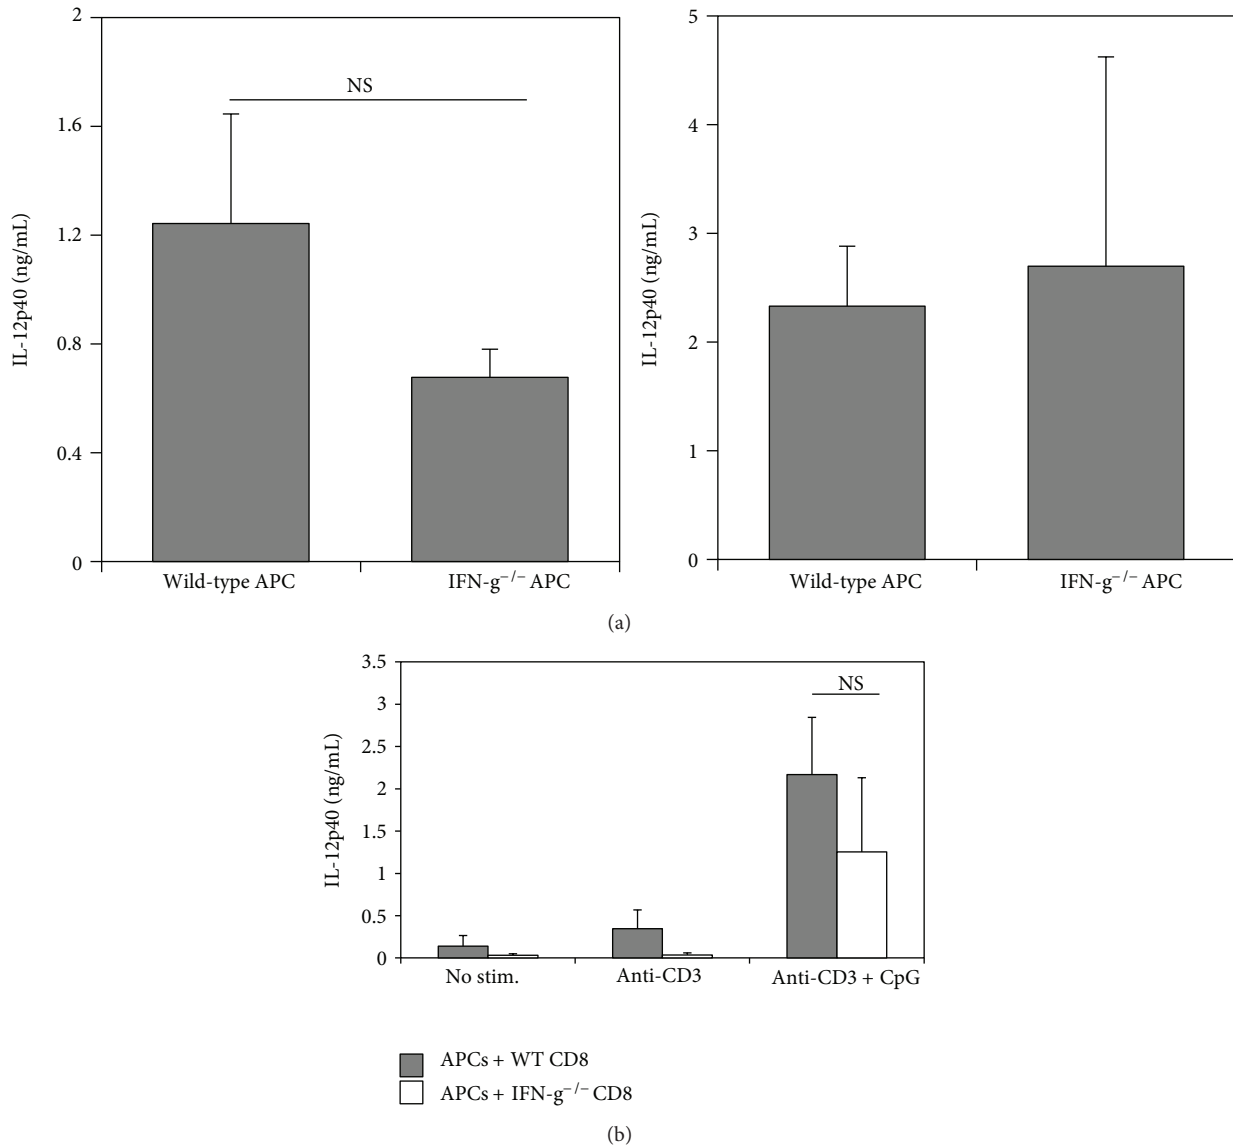 2
1.6
1.2
0.8
0.4
0
IL-12p40 (ng/mL)
NS
Wild-type APC
IFN-g−/− APC
5
4
3
2
1
0
IL-12p40 (ng/mL)
Wild-type APC
IFN-g−/− APC
(a)
3.5
3
2.5
2
1.5
1
0.5
0
IL-12p40 (ng/mL)
NS
No stim.
Anti-CD3
Anti-CD3 + CpG
APCs + WT CD8
APCs + IFN-g−/− CD8
(b)